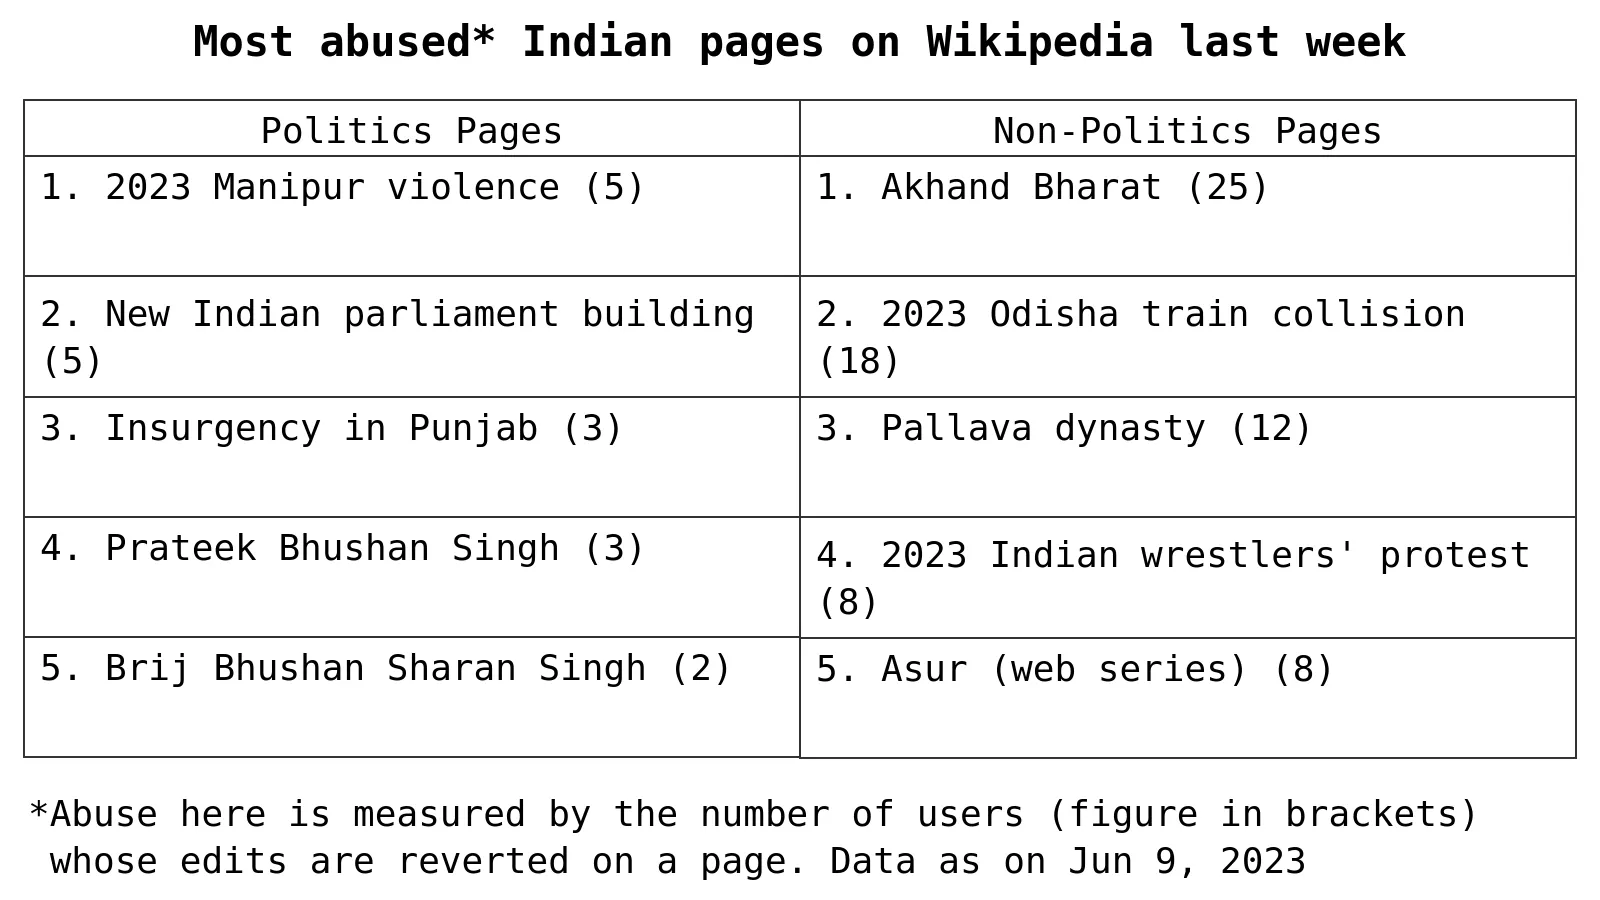 Most abused* Indian pages on Wikipedia last week
Politics Pages
Non-Politics Pages
1. 2023 Manipur violence (5)
1. Akhand Bharat (25)
2. New Indian parliament building
(5)
2. 2023 Odisha train collision
(18)
3. Insurgency in Punjab (3)
3. Pallava dynasty (12)
4. Prateek Bhushan Singh (3)
4. 2023 Indian wrestlers' protest
(8)
5. Brij Bhushan Sharan Singh (2)
5. Asur (web series) (8)
*Abuse here is measured by the number of users (figure in brackets)
whose edits are reverted on a page. Data as on Jun 9, 2023